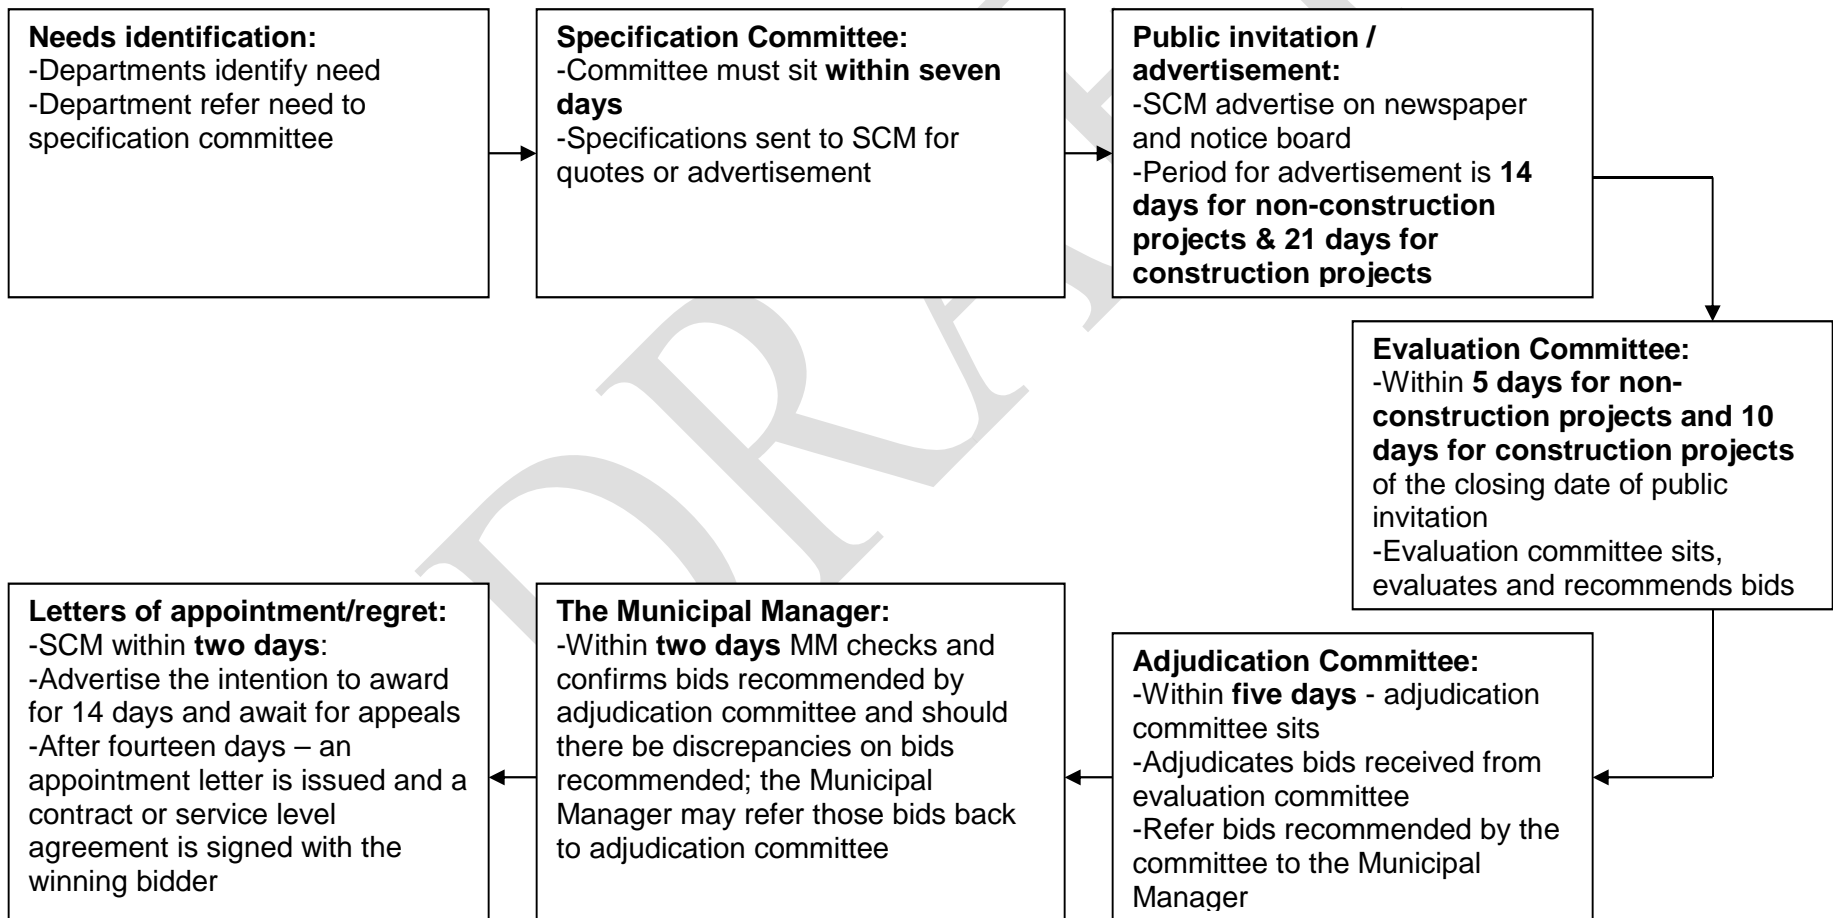 Needs identification:
-Departments identify need
-Department refer need to
specification committee
Specification Committee:
-Committee must sit within seven
days
-Specifications sent to SCM for
quotes or advertisement
Public invitation /
advertisement:
-SCM advertise on newspaper
and notice board
-Period for advertisement is 14
days for non-construction
projects & 21 days for
construction projects
Evaluation Committee:
-Within 5 days for non-
construction projects and 10
days for construction projects
of the closing date of public
invitation
-Evaluation committee sits,
evaluates and recommends bids
Adjudication Committee:
-Within five days - adjudication
committee sits
-Adjudicates bids received from
evaluation committee
-Refer bids recommended by the
committee to the Municipal
Manager
The Municipal Manager:
-Within two days MM checks and
confirms bids recommended by
adjudication committee and should
there be discrepancies on bids
recommended; the Municipal
Manager may refer those bids back
to adjudication committee
Letters of appointment/regret:
-SCM within two days:
-Advertise the intention to award
for 14 days and await for appeals
-After fourteen days – an
appointment letter is issued and a
contract or service level
agreement is signed with the
winning bidder
DRAF